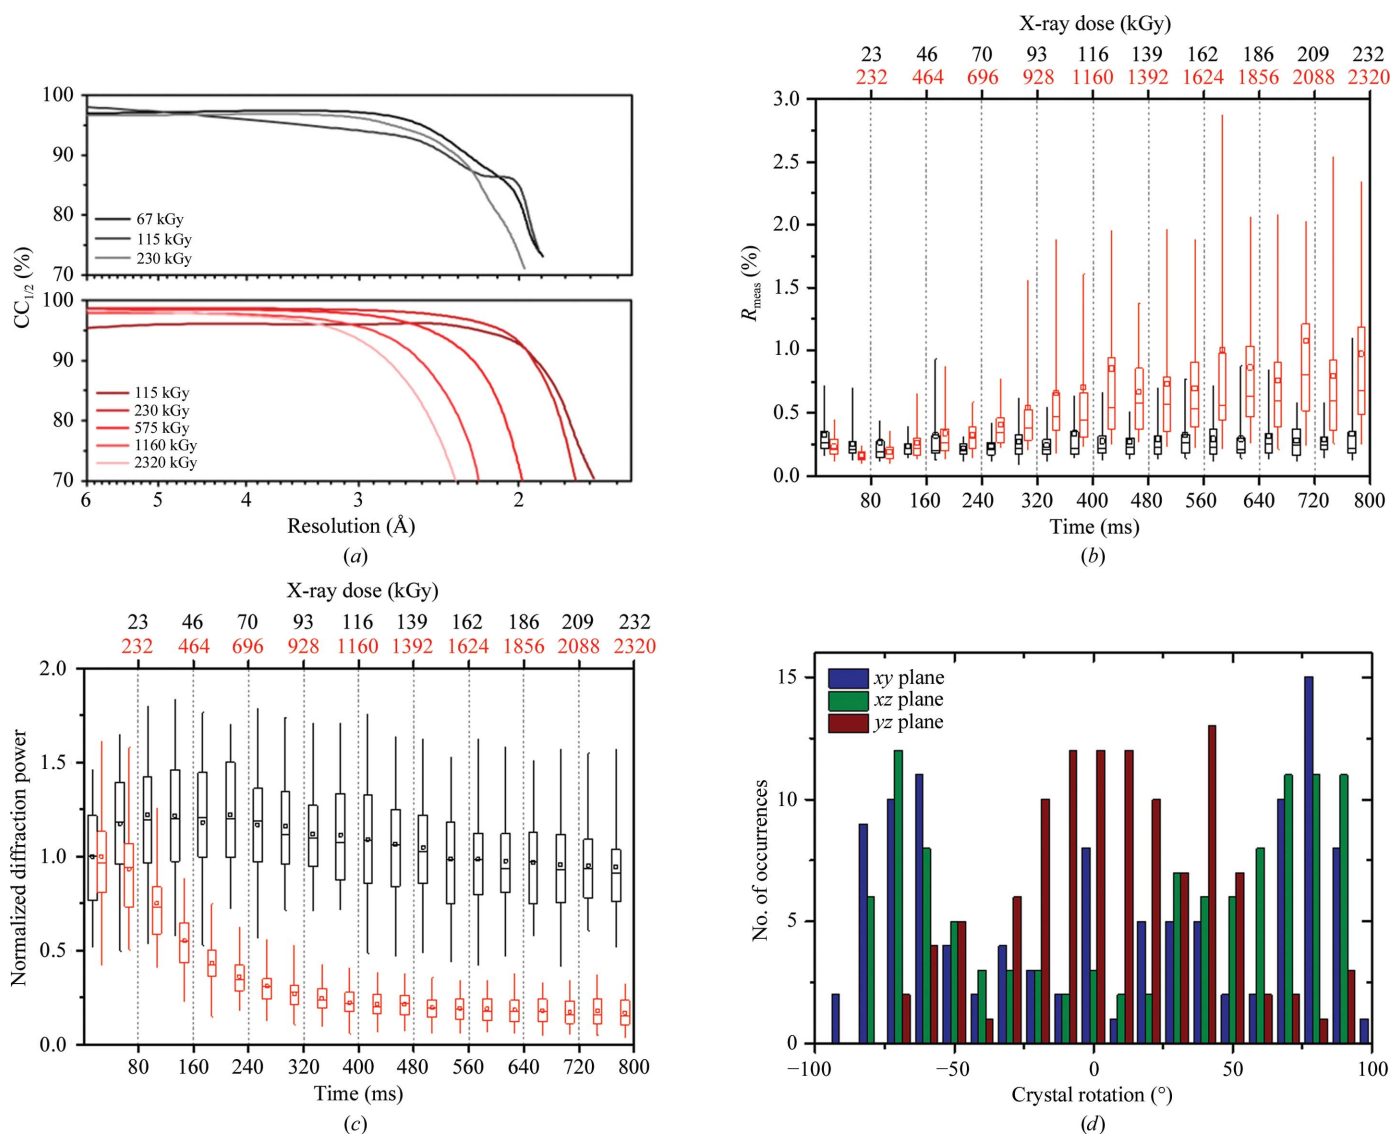 100
90
80
70
67 kGy
115 kGy
230 kGy
CC1/2 (%)
100
90
80
70
115 kGy
230 kGy
575 kGy
1160 kGy
2320 kGy
6 5 4 3 2
Resolution (Å)
(a)
X-ray dose (kGy)
23 46 70 93 116 139 162 186 209 232
232 464 696 928 1160 1392 1624 1856 2088 2320
3.0
2.5
2.0
1.5
1.0
0.5
0.0
Rmeas (%)
80 160 240 320 400 480 560 640 720 800
Time (ms)
(b)
X-ray dose (kGy)
23 46 70 93 116 139 162 186 209 232
232 464 696 928 1160 1392 1624 1856 2088 2320
2.0
1.5
1.0
0.5
0.0
Normalized diffraction power
80 160 240 320 400 480 560 640 720 800
Time (ms)
(c)
15
10
5
0
No. of occurrences
xy plane
xz plane
yz plane
−100 −50 0 50 100
Crystal rotation (°)
(d)